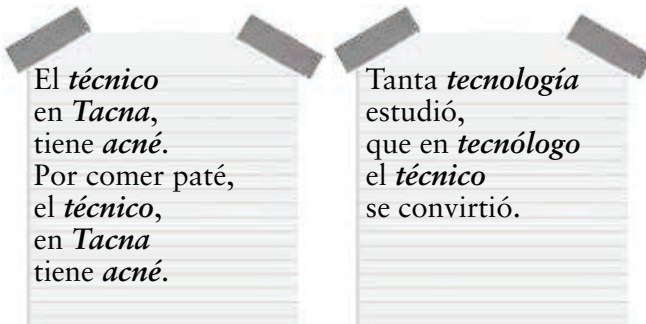 El técnico
en Tacna,
tiene acné.
Por comer paté,
el técnico,
en Tacna
tiene acné.
Tanta tecnología
estudió,
que en tecnólogo
el técnico
se convirtió.